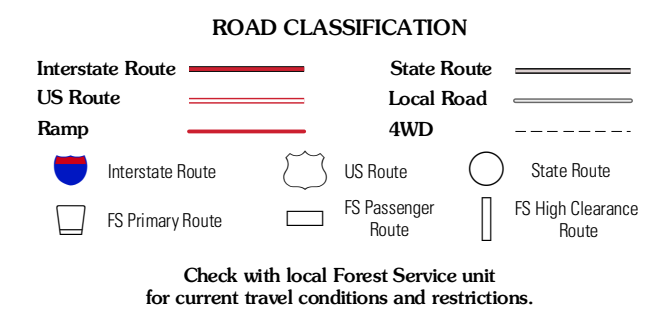 ROAD CLASSIFICATION
Interstate Route
State Route
US Route
Local Road
Ramp
4WD
Interstate Route
US Route
State Route
FS Primary Route
FS Passenger
Route
FS High Clearance
Route
Check with local Forest Service unit
for current travel conditions and restrictions.